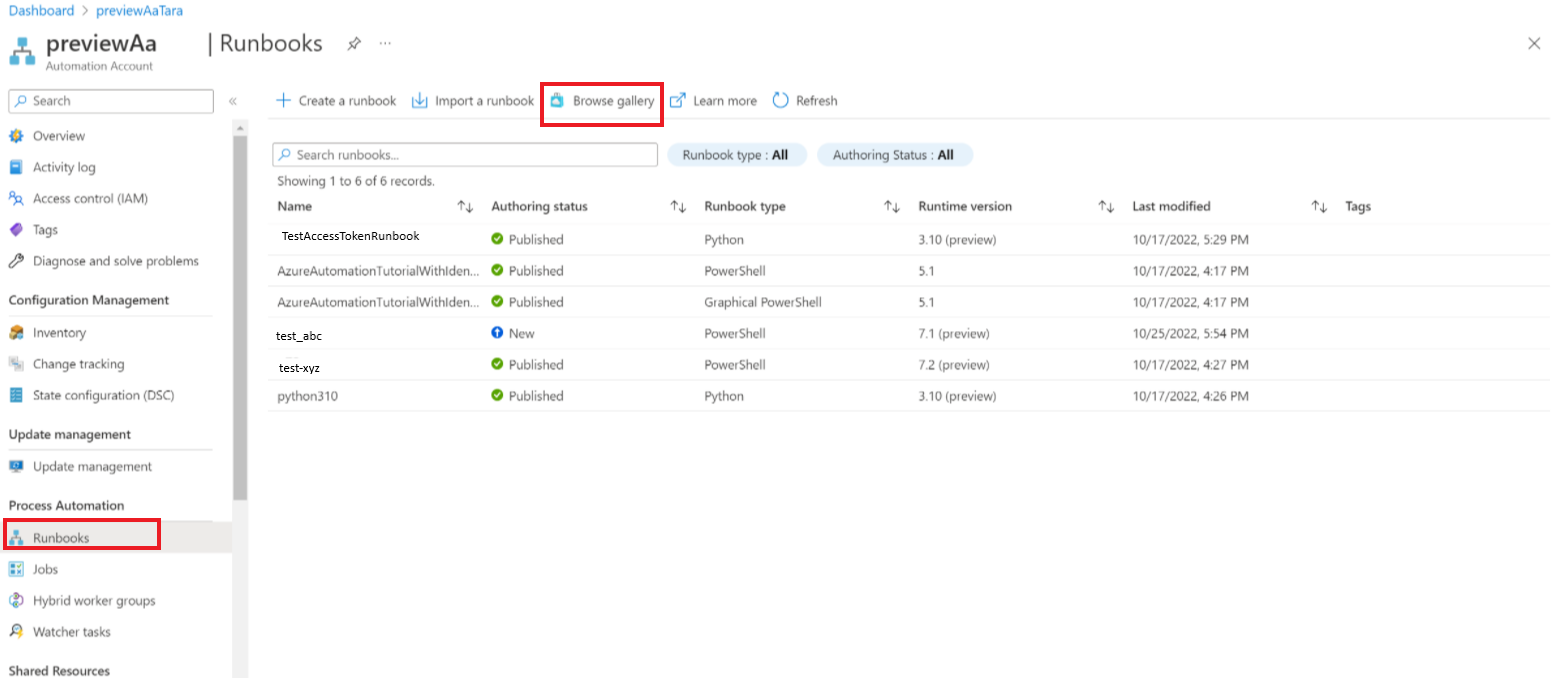 Dashboard > previewAaTara
previewAa | Runbooks ...
Automation Account
Search «
+ Create a runbook Import a runbook Browse gallery Learn more Refresh
Overview
Activity log
Access control (IAM)
Tags
Diagnose and solve problems
Configuration Management
Inventory
Change tracking
State configuration (DSC)
Update management
Update management
Process Automation
Runbooks
Jobs
Hybrid worker groups
Watcher tasks
Shared Resources
Search runbooks... Runbook type : All Authoring Status : All
Showing 1 to 6 of 6 records.
Name Authoring status Runbook type Runtime version Last modified Tags
TestAccessTokenRunbook Published Python 3.10 (preview) 10/17/2022, 5:29 PM
AzureAutomationTutorialWithIden... Published PowerShell 5.1 10/17/2022, 4:17 PM
AzureAutomationTutorialWithIden... Published Graphical PowerShell 5.1 10/17/2022, 4:17 PM
test_abc New PowerShell 7.1 (preview) 10/25/2022, 5:54 PM
test-xyz Published PowerShell 7.2 (preview) 10/17/2022, 4:27 PM
python310 Published Python 3.10 (preview) 10/17/2022, 4:26 PM